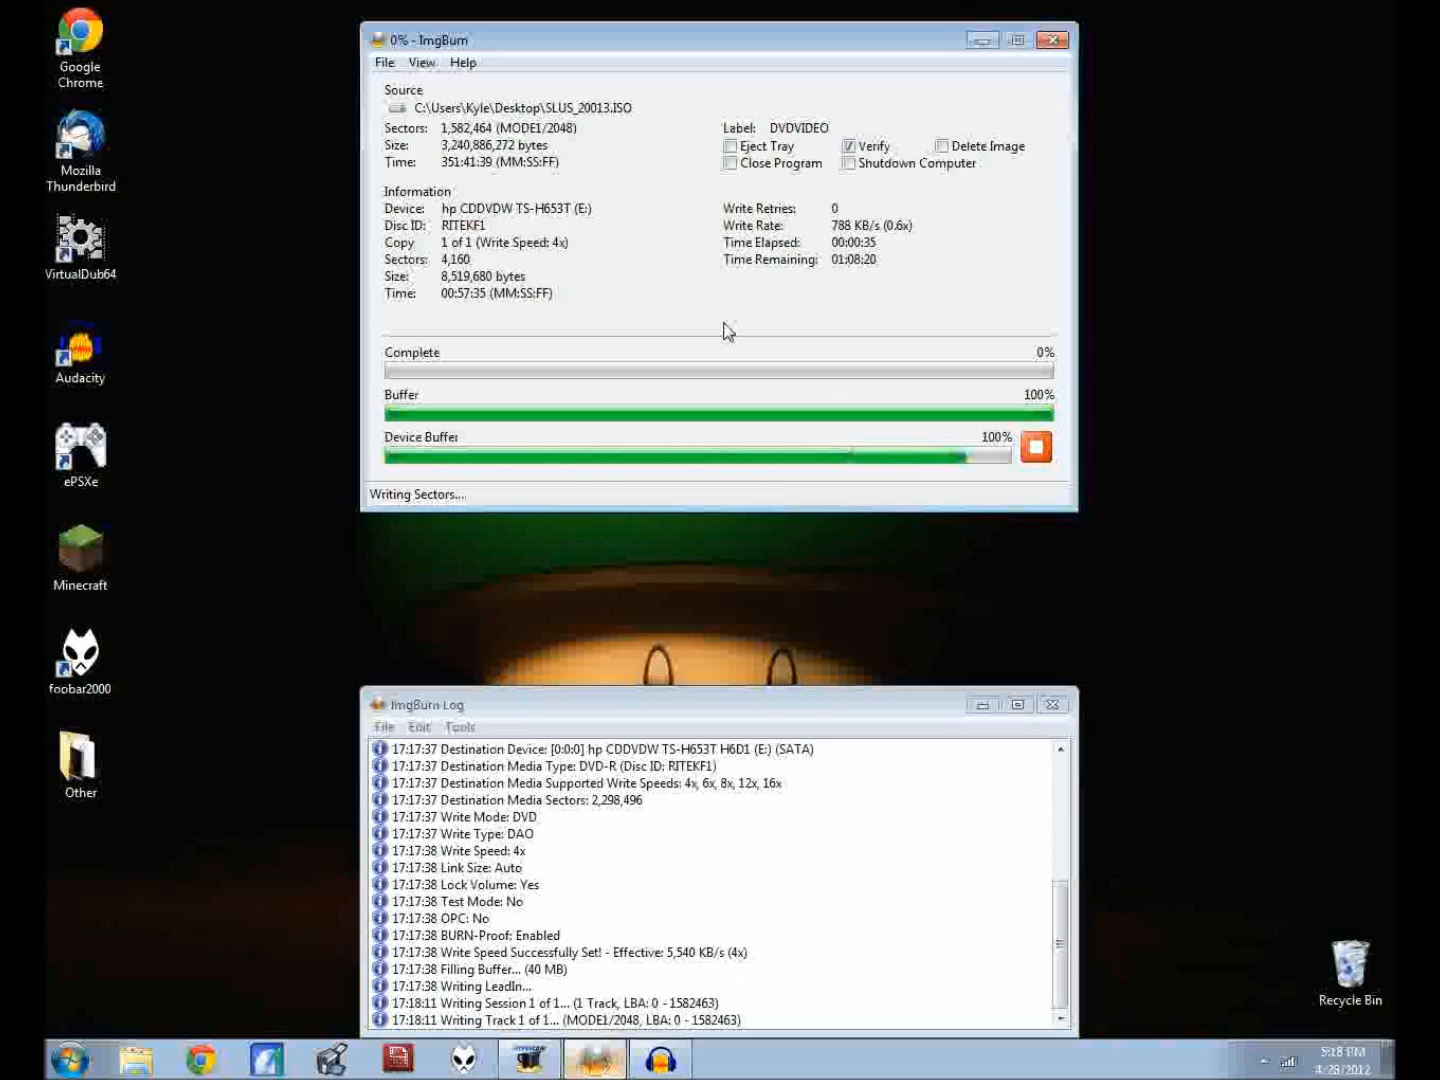 Google
Chrome
Mozilla
Thunderbird
VirtualDub64
Audacity
ePSXe
Minecraft
foobar2000
Other
0% - ImgBurn
File View Help
Source
C:\Users\Kyle\Desktop\SLUS_20013.ISO
Sectors: 1,582,464 (MODE1/2048)
Size: 3,240,886,272 bytes
Time: 351:41:39 (MM:SS:FF)
Label: DVDVIDEO
Eject Tray Verify Delete Image
Close Program Shutdown Computer
Information
Device: hp CDDVDW TS-H653T (E:)
Disc ID: RITEKF1
Copy 1 of 1 (Write Speed: 4x)
Sectors: 4,160
Size: 8,519,680 bytes
Time: 00:57:35 (MM:SS:FF)
Write Retries: 0
Write Rate: 788 KB/s (0.6x)
Time Elapsed: 00:00:35
Time Remaining: 01:08:20
Complete 0%
Buffer 100%
Device Buffer 100%
Writing Sectors....
ImgBurn Log
File Edit Tools
17:17:37 Destination Device: [0:0:0] hp CDDVDW TS-H653T H6D1 (E:) (SATA)
17:17:37 Destination Media Type: DVD-R (Disc ID: RITEKF1)
17:17:37 Destination Media Supported Write Speeds: 4x, 6x, 8x, 12x, 16x
17:17:37 Destination Media Sectors: 2,298,496
17:17:37 Write Mode: DVD
17:17:37 Write Type: DAO
17:17:38 Write Speed: 4x
17:17:38 Link Size: Auto
17:17:38 Lock Volume: Yes
17:17:38 Test Mode: No
17:17:38 OPC: No
17:17:38 BURN-Proof: Enabled
17:17:38 Write Speed Successfully Set! - Effective: 5,540 KB/s (4x)
17:17:38 Filling Buffer... (40 MB)
17:17:38 Writing LeadIn...
17:18:11 Writing Session 1 of 1... (1 Track, LBA: 0 - 1582463)
17:18:11 Writing Track 1 of 1... (MODE1/2048, LBA: 0 - 1582463)
Recycle Bin
5:18 PM
4/28/2012